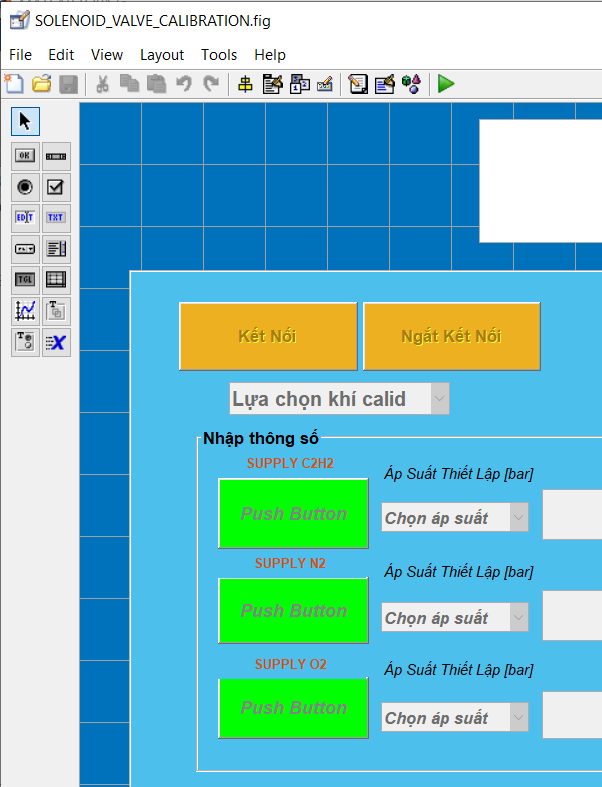 SOLENOID_VALVE_CALIBRATION.fig
File Edit View Layout Tools Help
OK
EDIT TXT
TGL
Kết Nối Ngắt Kết Nối
Lựa chọn khí calid
Nhập thông số
SUPPLY C2H2
Áp Suất Thiết Lập [bar]
Push Button
Chọn áp suất
SUPPLY N2
Áp Suất Thiết Lập [bar]
Push Button
Chọn áp suất
SUPPLY O2
Áp Suất Thiết Lập [bar]
Push Button
Chọn áp suất